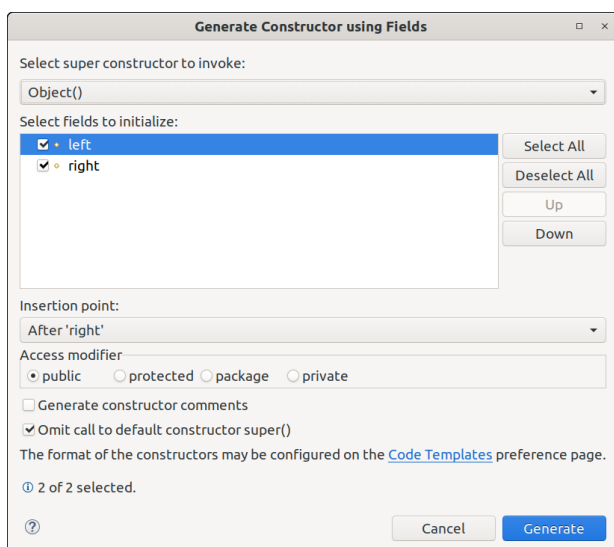 Generate Constructor using Fields
Select super constructor to invoke:
Object()
Select fields to initialize:
left
right
Select All
Deselect All
Up
Down
Insertion point:
After 'right'
Access modifier
public protected package private
Generate constructor comments
Omit call to default constructor super()
The format of the constructors may be configured on the Code Templates preference page.
2 of 2 selected.
Cancel Generate